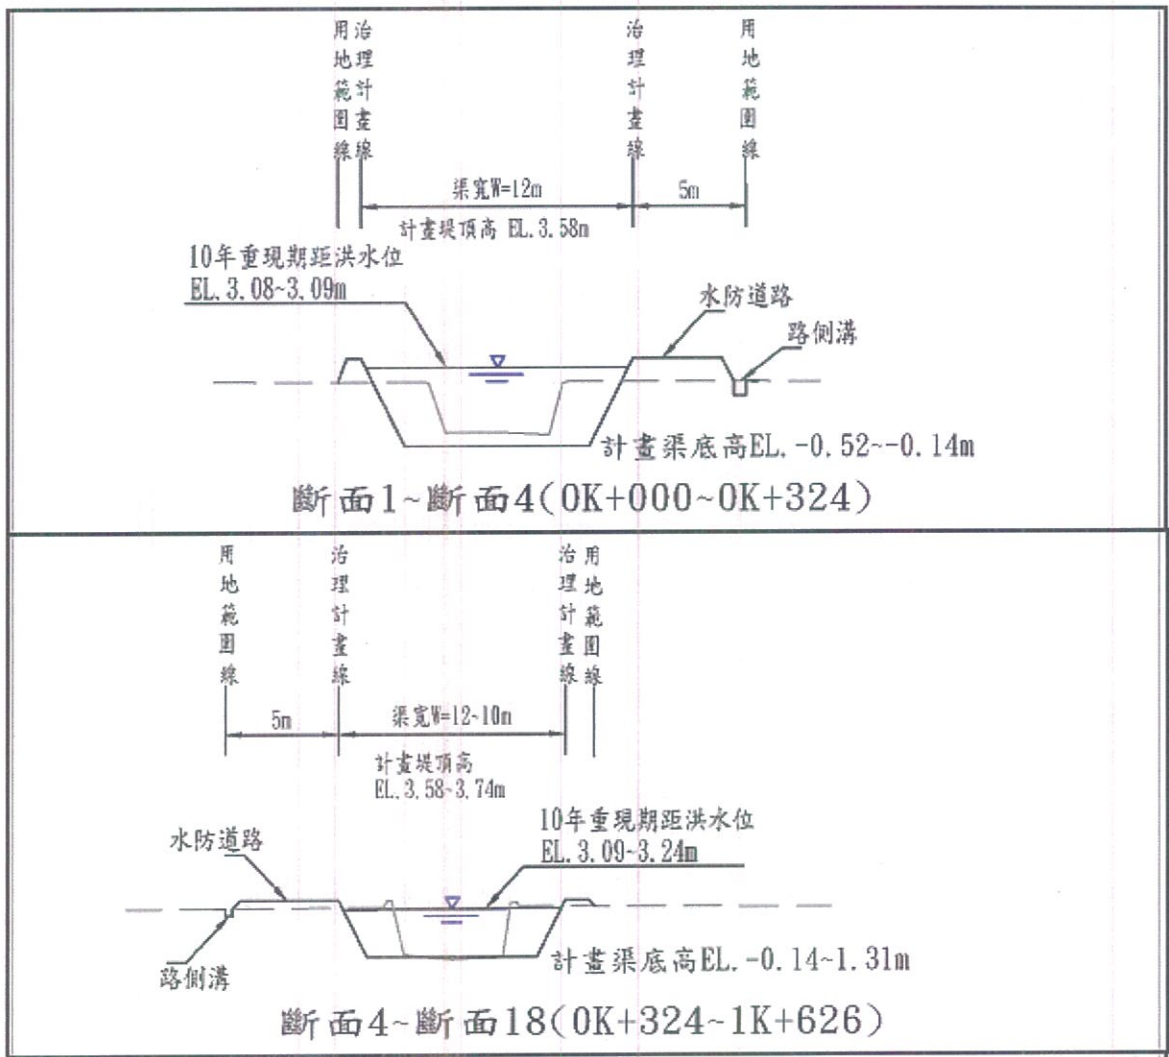 用地範圍線
治理計畫線
治理計畫線
用地範圍線
渠寬W=12m
5m
計畫堤頂高 EL.3.58m
10年重現期距洪水位
EL.3.08~3.09m
水防道路
路側溝
計畫渠底高EL.-0.52~-0.14m
斷面1~斷面4(0K+000~0K+324)
用地範圍線
治理計畫線
治理計畫線
用地範圍線
5m
渠寬W=12~10m
計畫堤頂高
EL.3.58~3.74m
10年重現期距洪水位
EL.3.09~3.24m
水防道路
路側溝
計畫渠底高EL.-0.14~1.31m
斷面4~斷面18(0K+324~1K+626)